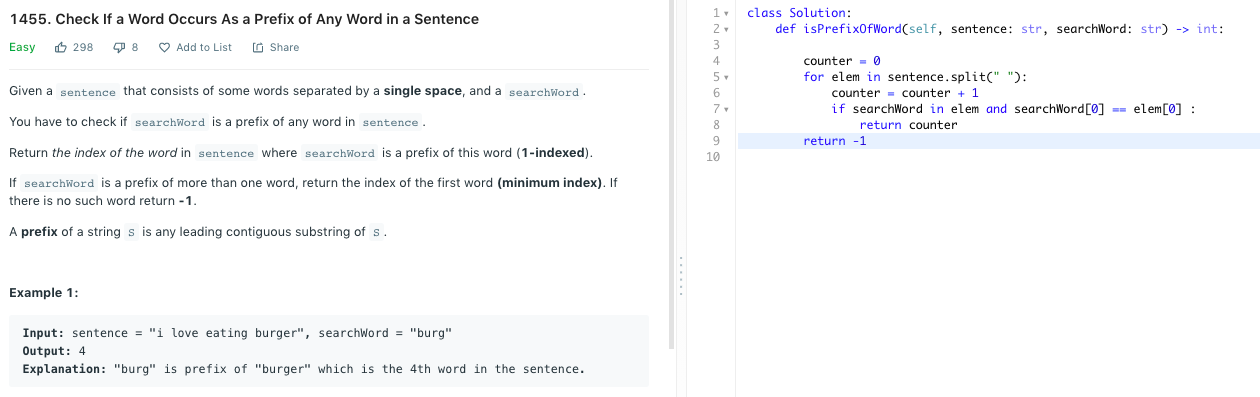 1455. Check If a Word Occurs As a Prefix of Any Word in a Sentence
Easy 298 8 Add to List Share
Given a sentence that consists of some words separated by a single space, and a searchWord.
You have to check if searchWord is a prefix of any word in sentence.
Return the index of the word in sentence where searchWord is a prefix of this word (1-indexed).
If searchWord is a prefix of more than one word, return the index of the first word (minimum index). If
there is no such word return -1.
A prefix of a string S is any leading contiguous substring of S.
Example 1:
Input: sentence = "i love eating burger", searchWord = "burg"
Output: 4
Explanation: "burg" is prefix of "burger" which is the 4th word in the sentence.
1 class Solution:
2     def isPrefixOfWord(self, sentence: str, searchWord: str) -> int:
3
4         counter = 0
5         for elem in sentence.split(" "):
6             counter = counter + 1
7             if searchWord in elem and searchWord[0] == elem[0] :
8                 return counter
9         return -1
10